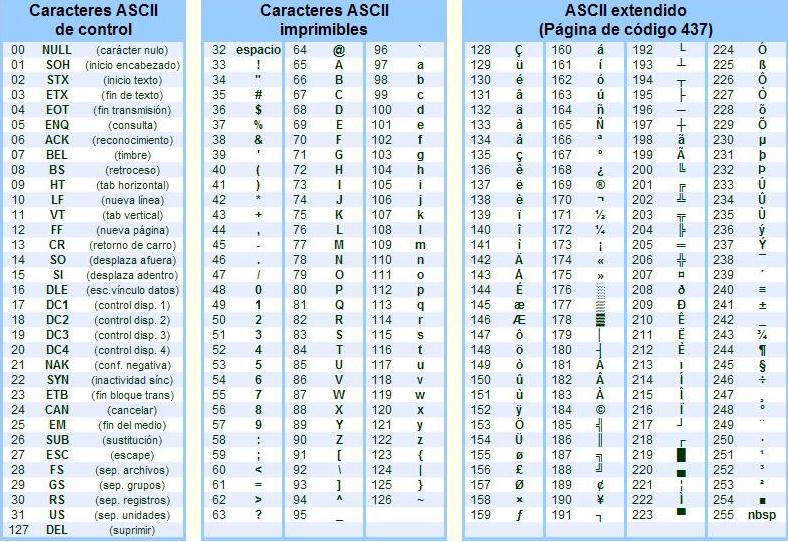 Caracteres ASCII
de control
00 NULL (carácter nulo)
01 SOH (inicio encabezado)
02 STX (inicio texto)
03 ETX (fin de texto)
04 EOT (fin transmisión)
05 ENQ (consulta)
06 ACK (reconocimiento)
07 BEL (timbre)
08 BS (retroceso)
09 HT (tab horizontal)
10 LF (nueva línea)
11 VT (tab vertical)
12 FF (nueva página)
13 CR (retorno de carro)
14 SO (desplaza afuera)
15 SI (desplaza adentro)
16 DLE (esc.vínculo datos)
17 DC1 (control disp. 1)
18 DC2 (control disp. 2)
19 DC3 (control disp. 3)
20 DC4 (control disp. 4)
21 NAK (conf. negativa)
22 SYN (inactividad sínc)
23 ETB (fin bloque trans)
24 CAN (cancelar)
25 EM (fin del medio)
26 SUB (sustitución)
27 ESC (escape)
28 FS (sep. archivos)
29 GS (sep. grupos)
30 RS (sep. registros)
31 US (sep. unidades)
127 DEL (suprimir)
Caracteres ASCII
imprimibles
32 espacio 64 @ 96 `
33 ! 65 A 97 a
34 " 66 B 98 b
35 # 67 C 99 c
36 $ 68 D 100 d
37 % 69 E 101 e
38 & 70 F 102 f
39 ' 71 G 103 g
40 ( 72 H 104 h
41 ) 73 I 105 i
42 * 74 J 106 j
43 + 75 K 107 k
44 , 76 L 108 l
45 - 77 M 109 m
46 . 78 N 110 n
47 / 79 O 111 o
48 0 80 P 112 p
49 1 81 Q 113 q
50 2 82 R 114 r
51 3 83 S 115 s
52 4 84 T 116 t
53 5 85 U 117 u
54 6 86 V 118 v
55 7 87 W 119 w
56 8 88 X 120 x
57 9 89 Y 121 y
58 : 90 Z 122 z
59 ; 91 [ 123 {
60 < 92 \ 124 |
61 = 93 ] 125 }
62 > 94 ^ 126 ~
63 ? 95 _
ASCII extendido
(Página de código 437)
128 Ç 160 á 192 └ 224 Ó
129 ü 161 í 193 ┴ 225 ß
130 é 162 ó 194 ┬ 226 Ô
131 â 163 ú 195 ├ 227 Ò
132 ä 164 ñ 196 ─ 228 õ
133 à 165 Ñ 197 ┼ 229 Õ
134 å 166 ª 198 ã 230 µ
135 ç 167 º 199 Ã 231 þ
136 ê 168 ¿ 200 ╚ 232 Þ
137 ë 169 ® 201 ╔ 233 Ú
138 è 170 ¬ 202 ╩ 234 Û
139 ï 171 ½ 203 ╦ 235 Ù
140 î 172 ¼ 204 ╠ 236 ý
141 ì 173 ¡ 205 ═ 237 Ý
142 Ä 174 « 206 ╬ 238 ¯
143 Å 175 » 207 ¤ 239 ´
144 É 176 ░ 208 ð 240 ≡
145 æ 177 ▒ 209 Ð 241 ±
146 Æ 178 ▓ 210 Ê 242 _
147 ô 179 │ 211 Ë 243 ¾
148 ö 180 ┤ 212 È 244 ¶
149 ò 181 Á 213 ı 245 §
150 û 182 Â 214 Í 246 ÷
151 ù 183 À 215 Î 247 ¸
152 ÿ 184 © 216 Ï 248 °
153 Ö 185 ╣ 217 ┘ 249 ¨
154 Ü 186 ║ 218 ┌ 250 ·
155 ø 187 ╗ 219 █ 251 ¹
156 £ 188 ╝ 220 ▄ 252 ³
157 Ø 189 ¢ 221 ¦ 253 ²
158 × 190 ¥ 222 Ì 254 ■
159 ƒ 191 ┐ 223 ▀ 255 nbsp